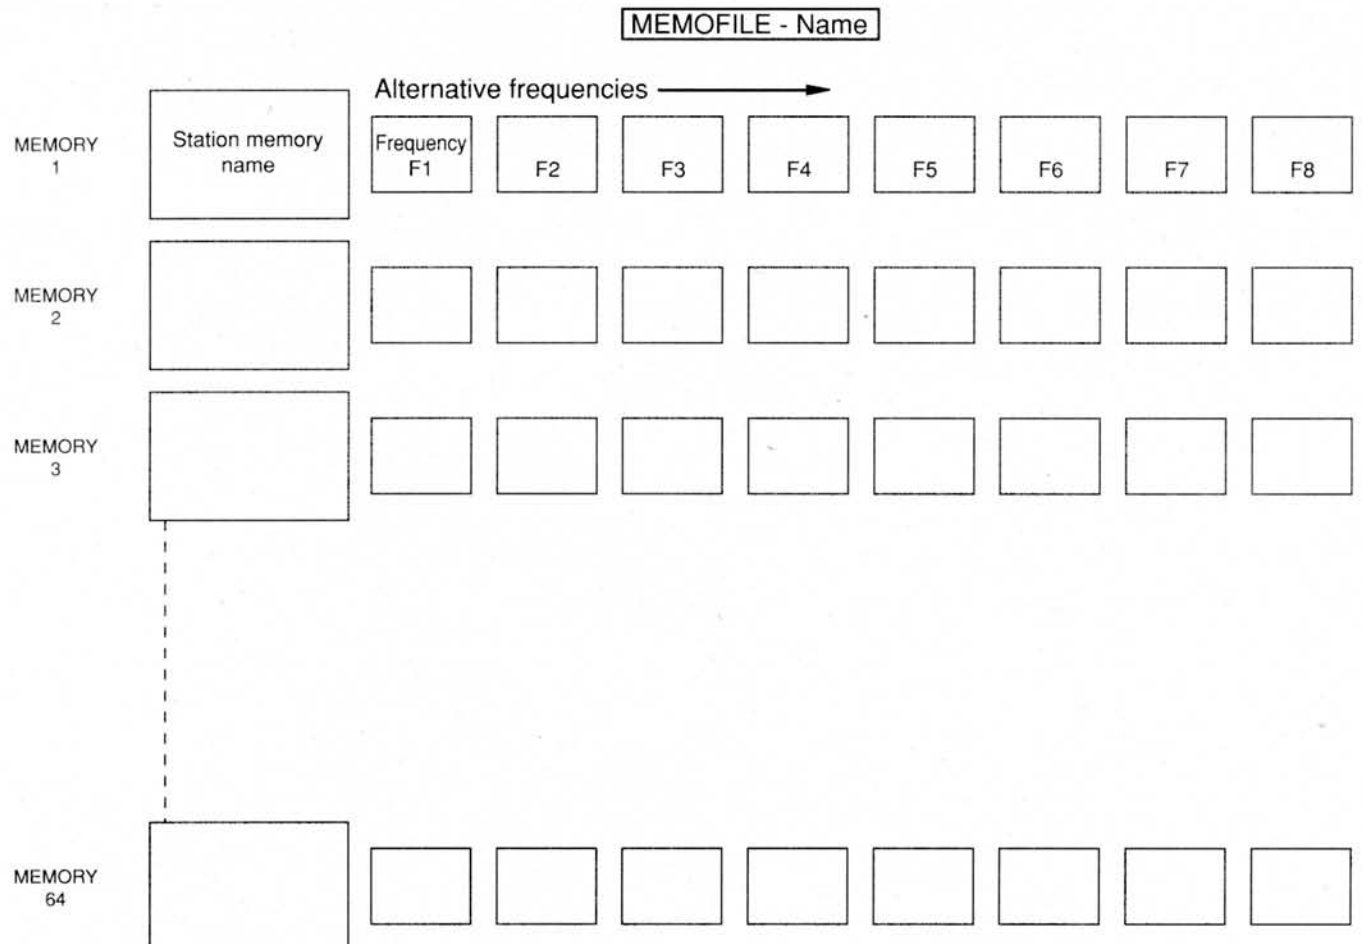 MEMOFILE - Name
Alternative frequencies
MEMORY
1
Station memory
name
Frequency
F1
F2
F3
F4
F5
F6
F7
F8
MEMORY
2
MEMORY
3
MEMORY
64